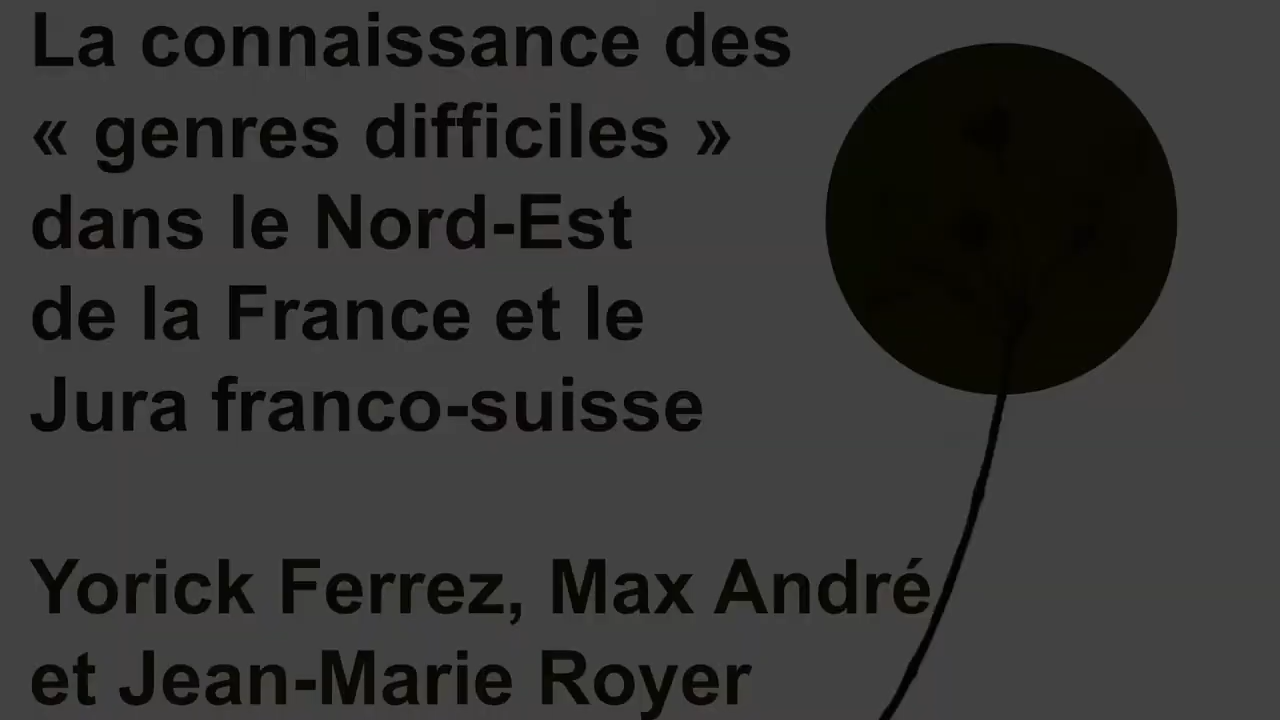 La connaissance des
« genres difficiles »
dans le Nord-Est
de la France et le
Jura franco-suisse
Yorick Ferrez, Max André
et Jean-Marie Royer